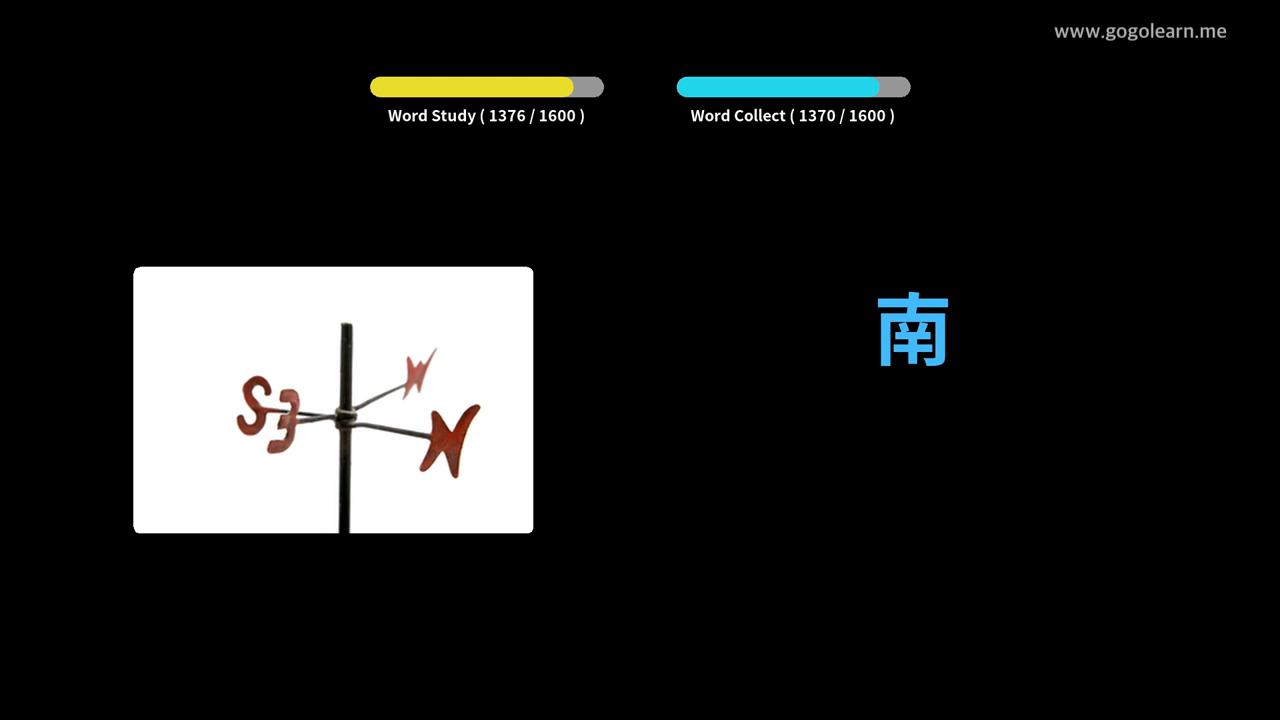 www.gogolearn.me
Word Study ( 1376 / 1600 )
Word Collect ( 1370 / 1600 )
南
S
E
N